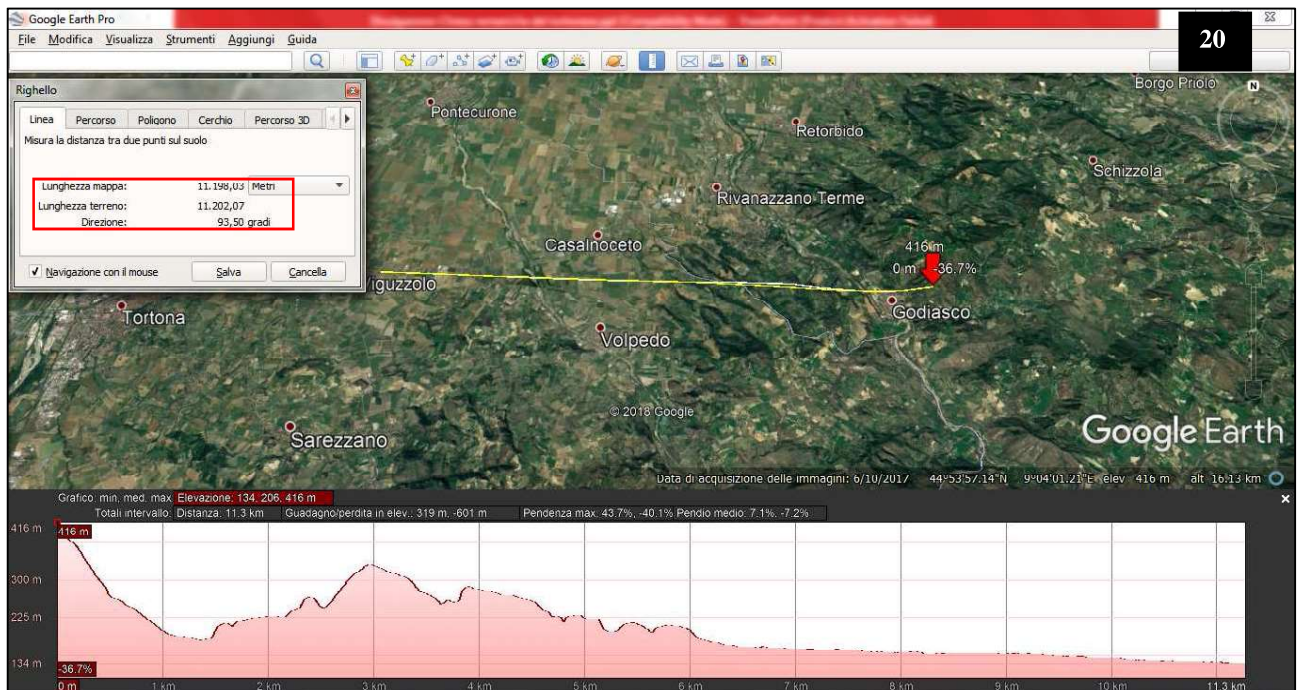 Google Earth Pro
File Modifica Visualizza Strumenti Aggiungi Guida
20
Righello
Linea Percorso Poligono Cerchio Percorso 3D
Misura la distanza tra due punti sul suolo
Lunghezza mappa: 11.198,03 Metri
Lunghezza terreno: 11.202,07
Direzione: 93,50 gradi
Navigazione con il mouse Salva Cancella
Borgo Priolo
N
Pontecurone
Retorbido
Schizzola
Rivanazzano Terme
Casalnoceto
416 m
0 m -36,7%
Viguzzolo
Godiasco
Tortona
Volpedo
© 2018 Google
Sarezzano
Google Earth
Data di acquisizione delle immagini: 6/10/2017 44°53'57.14"N 9°04'01.21"E elev 416 m alt 16.13 km
Grafico: min, med. max Elevazione: 134, 206, 416 m
Totali intervallo: Distanza: 11.3 km Guadagno/perdita in elev.: 319 m. -601 m Pendenza max: 43.7%, -40.1% Pendio medio: 7.1%. -7.2%
416 m 416 m
300 m
225 m
134 m
-36.7%
0 m 1 km 2 km 3 km 4 km 5 km 6 km 7 km 8 km 9 km 10 km 11.3 km